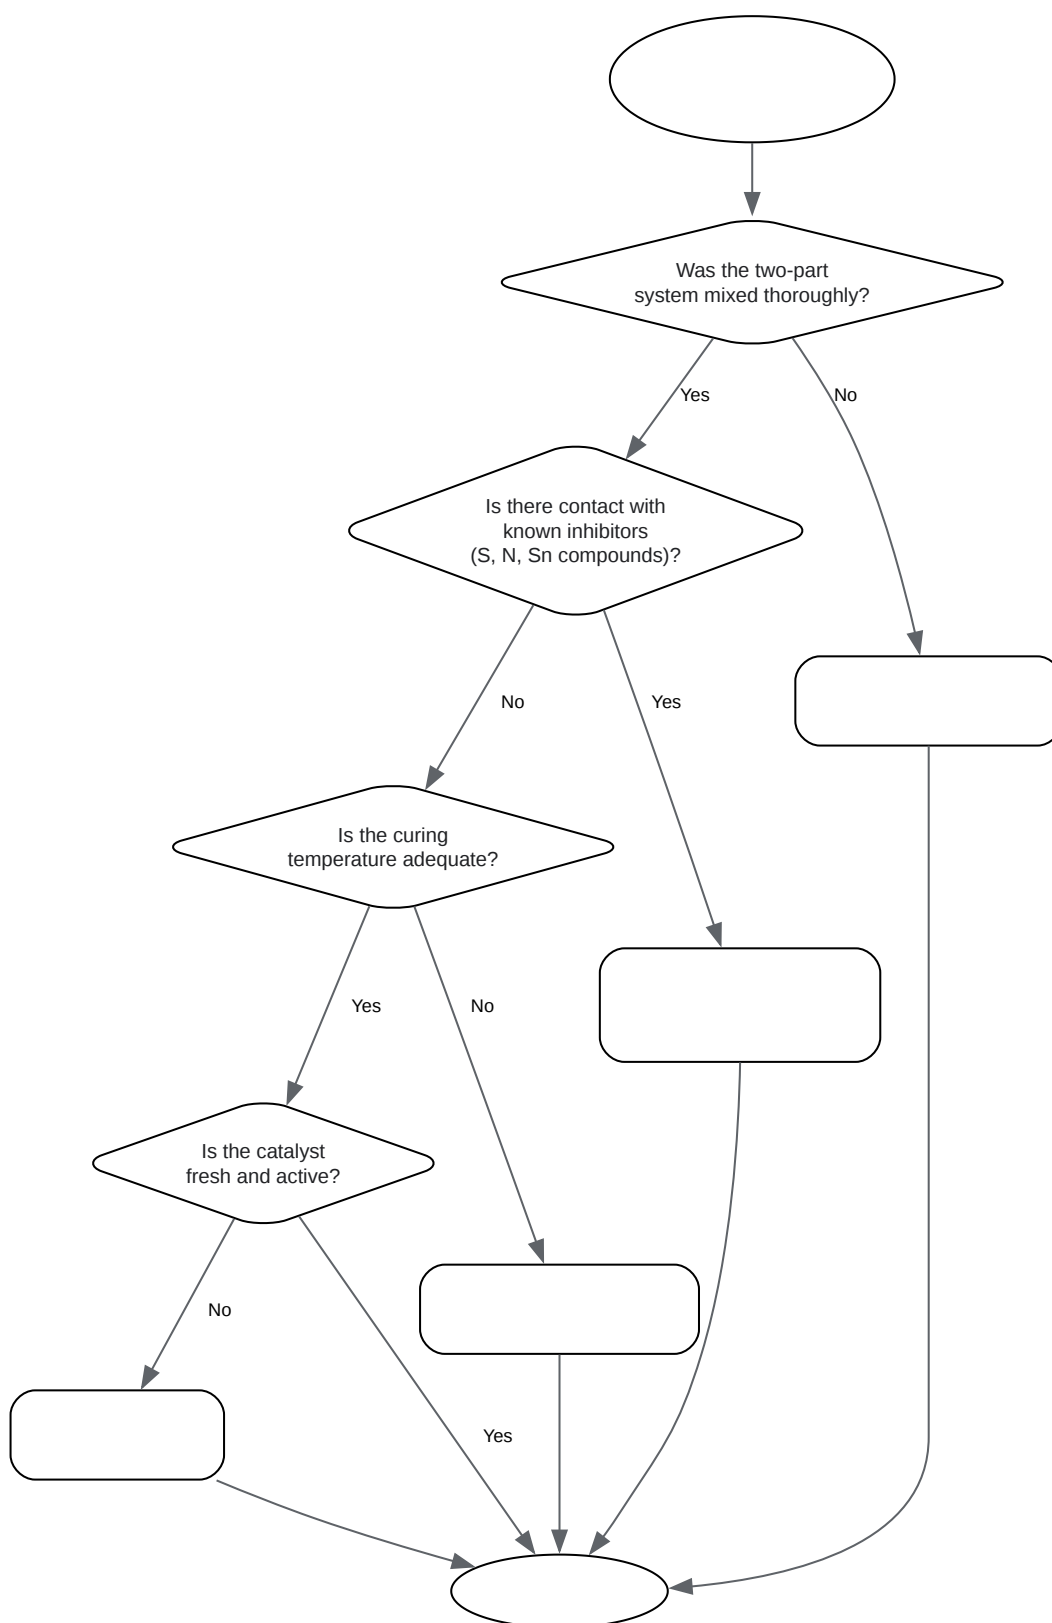 Was the two-part
system mixed thoroughly?
Yes
No
Is there contact with
known inhibitors
(S, N, Sn compounds)?
No
Yes
Is the curing
temperature adequate?
Yes
No
Is the catalyst
fresh and active?
No
Yes